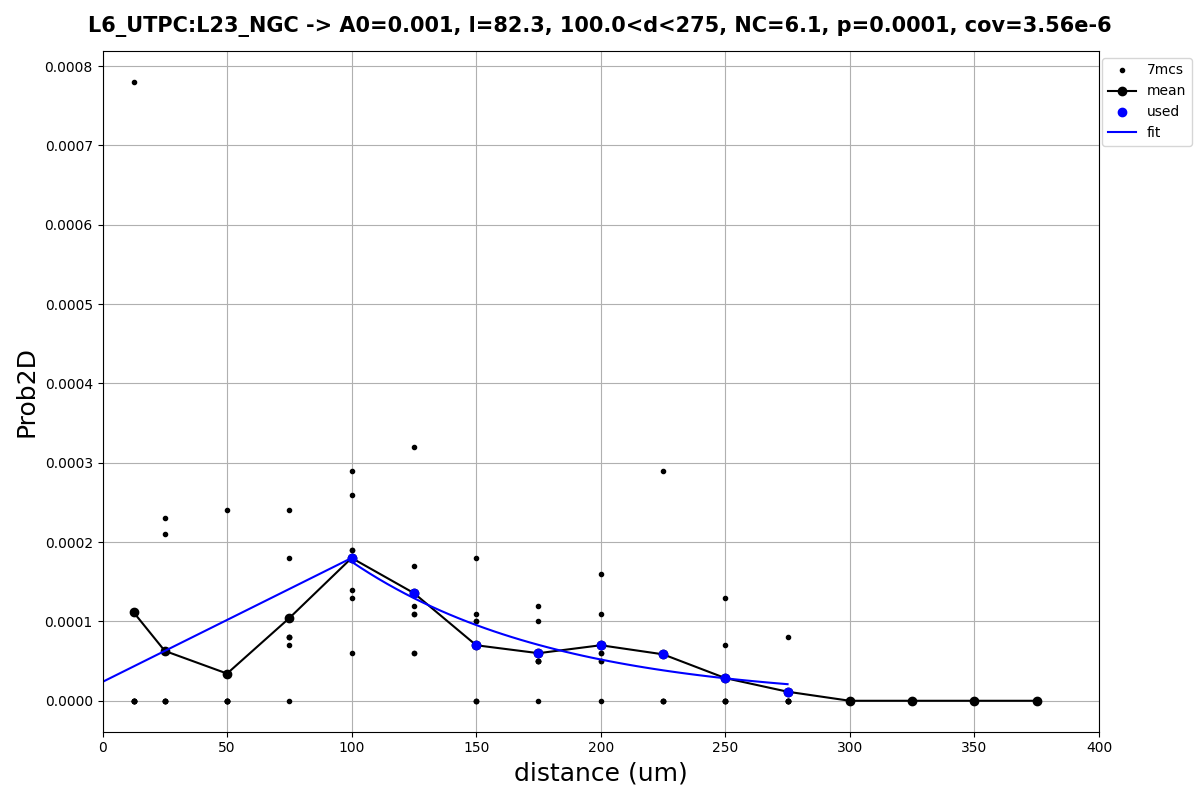 L6_UTPC:L23_NGC -> A0=0.001, l=82.3, 100.0<d<275, NC=6.1, p=0.0001, cov=3.56e-6
7mcs
mean
used
fit
0.0008
0.0007
0.0006
0.0005
0.0004
0.0003
0.0002
0.0001
0.0000
Prob2D
0 50 100 150 200 250 300 350 400
distance (um)